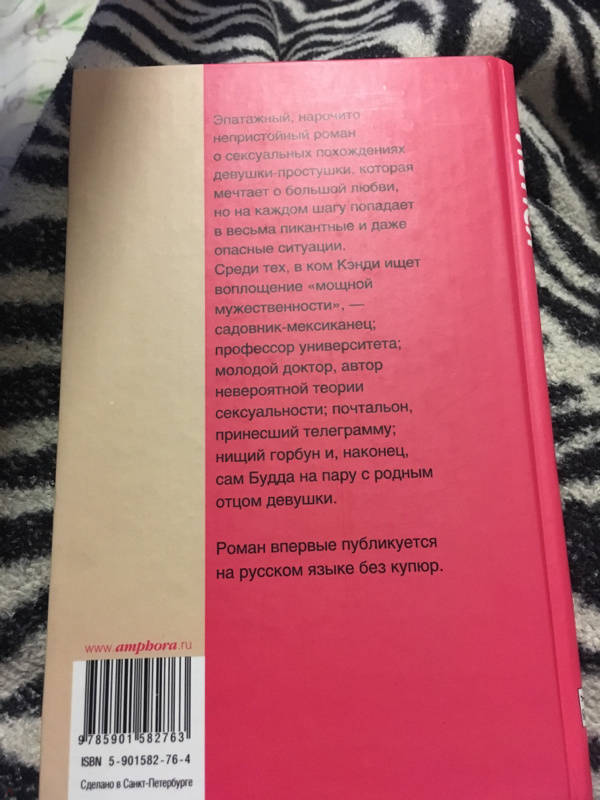 Эпатажный, нарочито
непристойный роман
о сексуальных похождениях
девушки-простушки, которая
мечтает о большой любви,
но на каждом шагу попадает
в весьма пикантные и даже
опасные ситуации.
Среди тех, в ком Кэнди ищет
воплощение «мощной
мужественности», —
садовник-мексиканец;
профессор университета;
молодой доктор, автор
невероятной теории
сексуальности; почтальон,
принесший телеграмму;
нищий горбун и, наконец,
сам Будда на пару с родным
отцом девушки.
Роман впервые публикуется
на русском языке без купюр.
www.amphora.ru
9785901582763
ISBN 5-901582-76-4
Сделано в Санкт-Петербурге